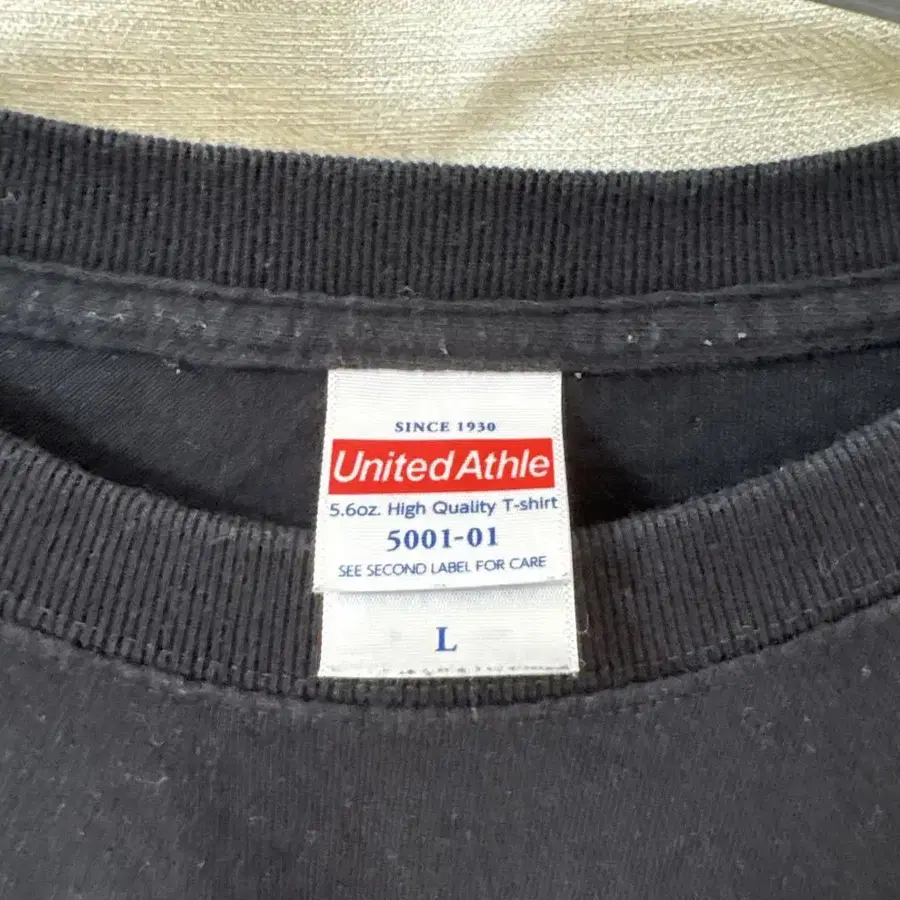 SINCE 1930
United Athle
5.6oz. High Quality T-shirt
5001-01
SEE SECOND LABEL FOR CARE
L